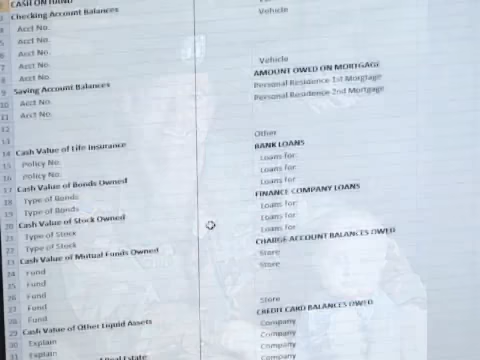 CASH ON HAND
Checking Account Balances
Vehicle
Acct No.
Acct No.
Acct No.
Acct No.
Vehicle
Acct No.
AMOUNT OWED ON MORTGAGE
Saving Account Balances
Personal Residence 1st Morgtage
Acct No.
Personal Residence 2nd Mortgage
Acct No.
Other
Cash Value of Life Insurance
BANK LOANS
Policy No.
Loans for:
Policy No.
Loans for:
Cash Value of Bonds Owned
Loans for:
Type of Bonds
FINANCE COMPANY LOANS
Type of Bonds
Loans for:
Cash Value of Stock Owned
Loans for:
Type of Stock
Loans for:
Type of Stock
CHARGE ACCOUNT BALANCES OWED
Cash Value of Mutual Funds Owned
Store
Fund
Store
Fund
Fund
Fund
Store
Fund
CREDIT CARD BALANCES OWED
Cash Value of Other Liquid Assets
Company
Explain
Company
Explain
Company
Real Estate
Company